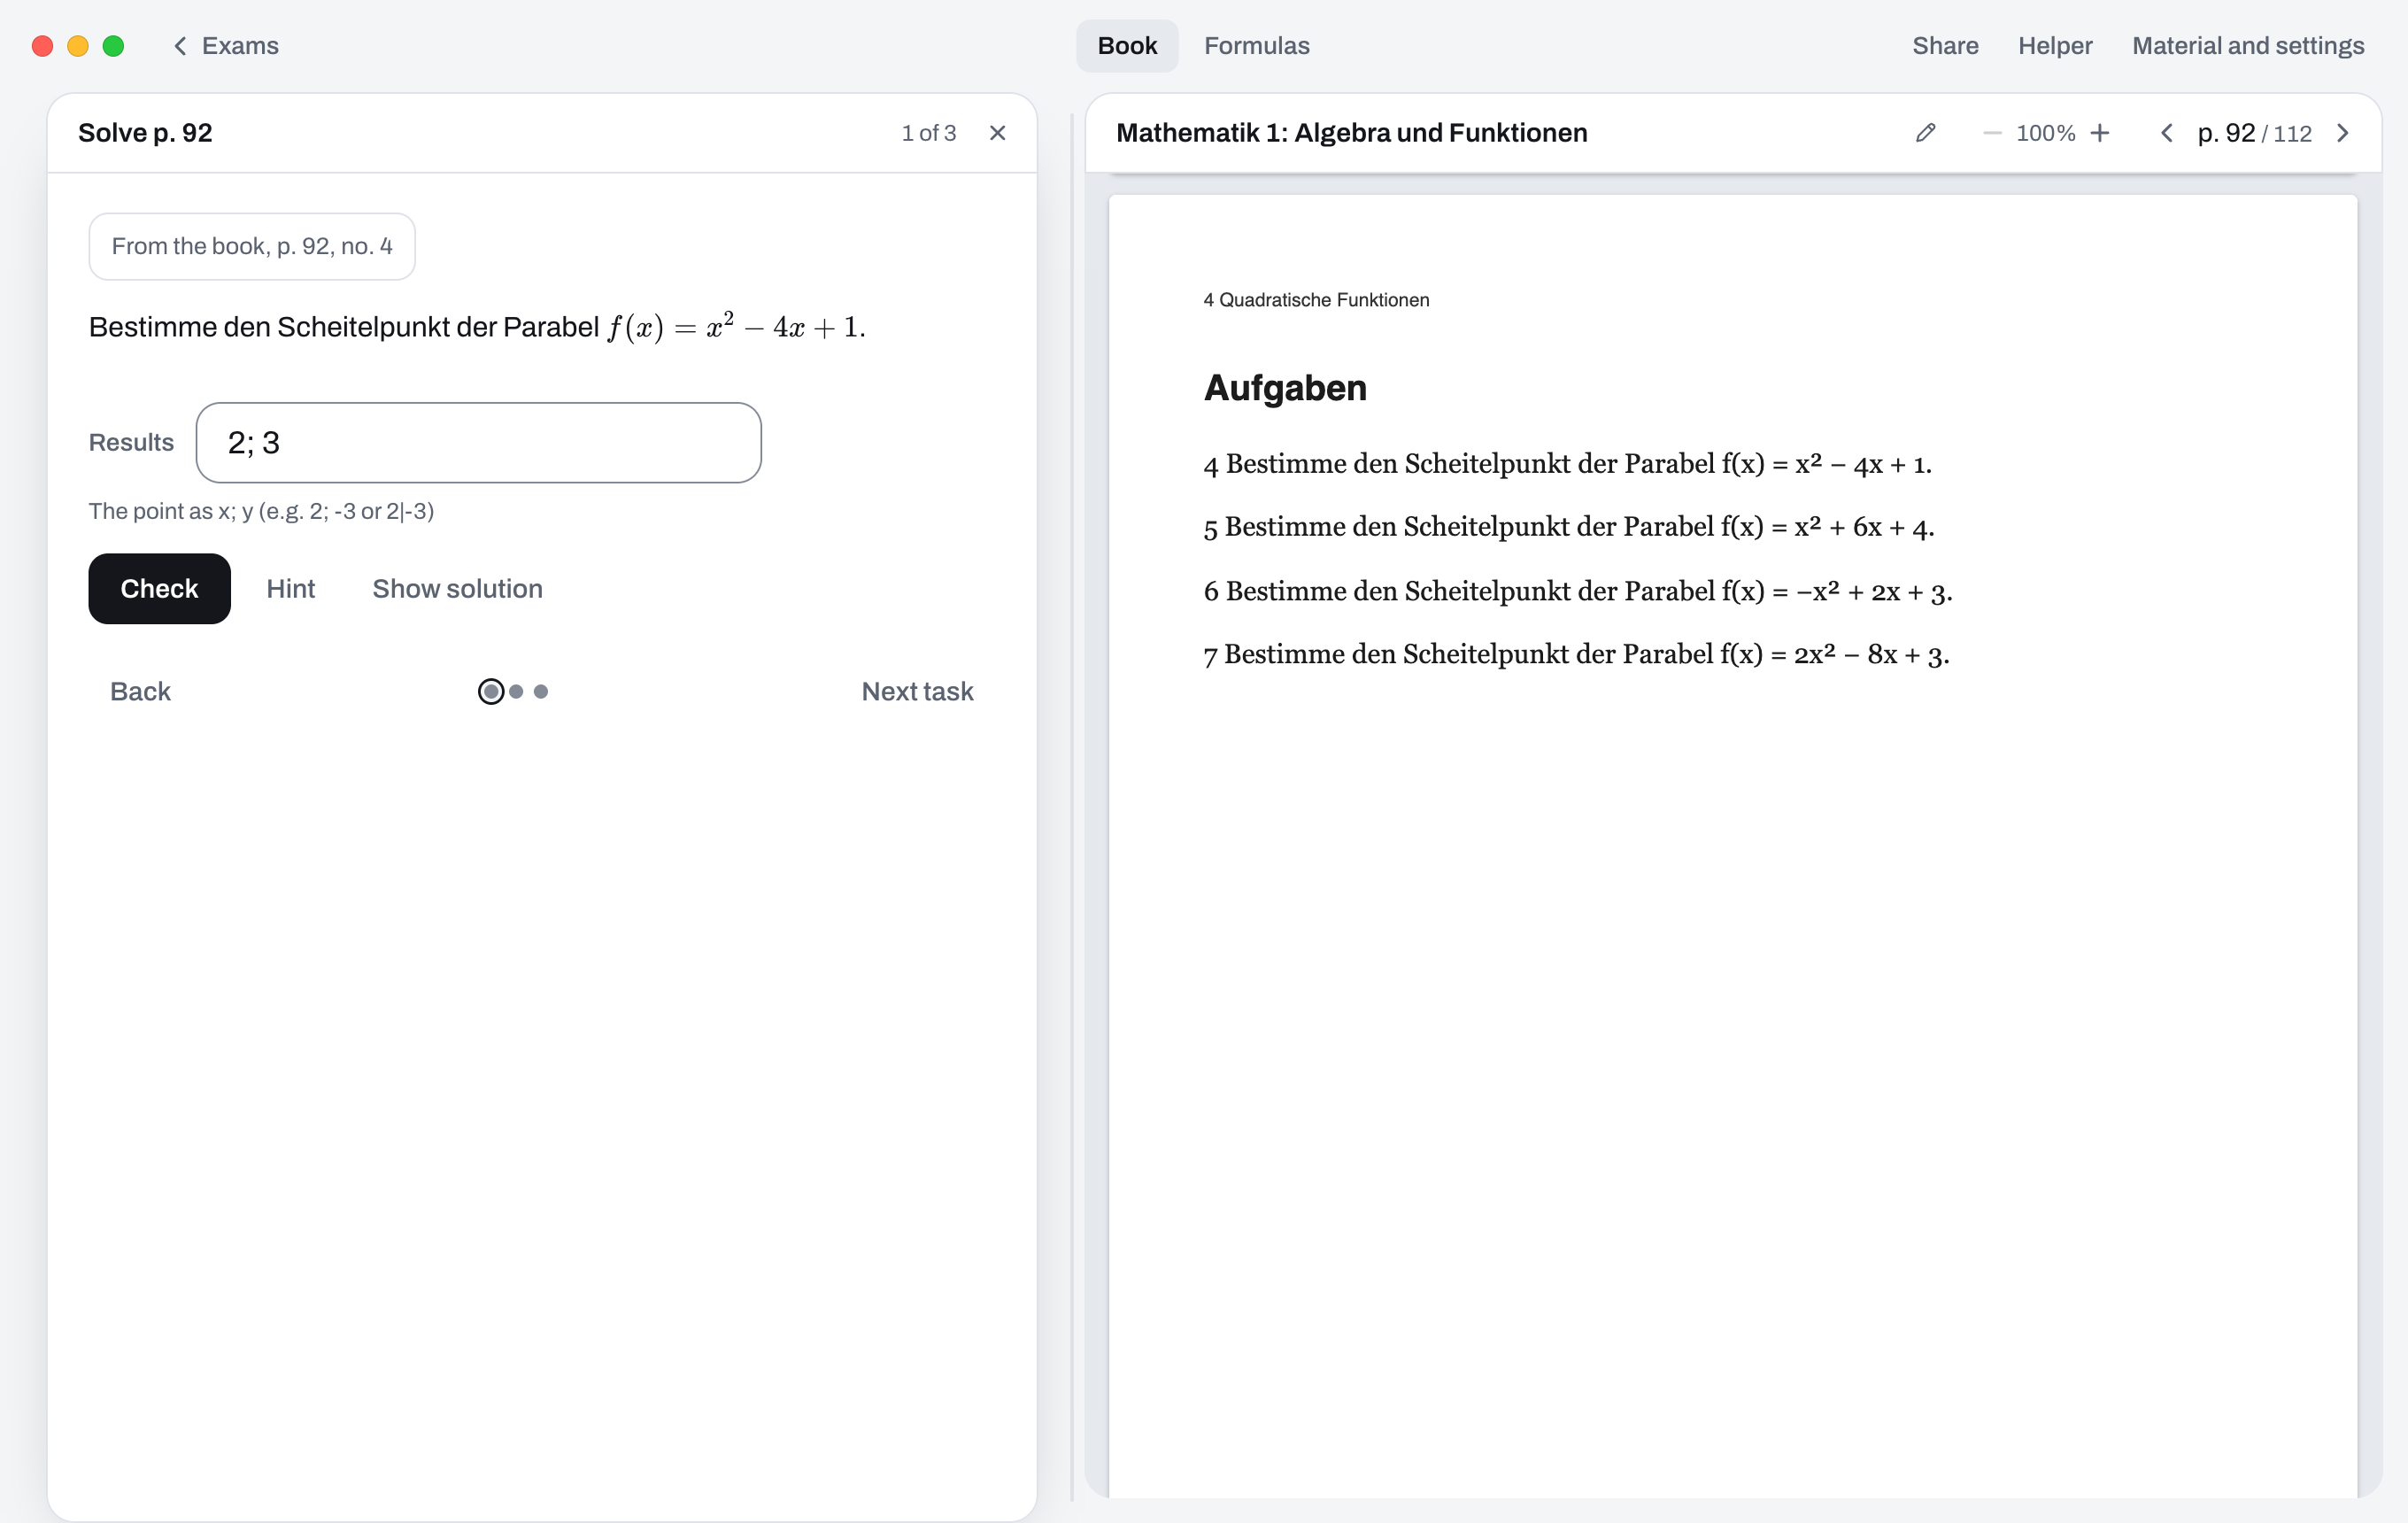 Exams
Book
Formulas
Share
Helper
Material and settings
Solve p. 92
1 of 3
From the book, p. 92, no. 4
Bestimme den Scheitelpunkt der Parabel f(x) = x² − 4x + 1.
Results
2; 3
The point as x; y (e.g. 2; -3 or 2|-3)
Check
Hint
Show solution
Back
Next task
Mathematik 1: Algebra und Funktionen
100%
p. 92 / 112
4 Quadratische Funktionen
Aufgaben
4 Bestimme den Scheitelpunkt der Parabel f(x) = x² − 4x + 1.
5 Bestimme den Scheitelpunkt der Parabel f(x) = x² + 6x + 4.
6 Bestimme den Scheitelpunkt der Parabel f(x) = −x² + 2x + 3.
7 Bestimme den Scheitelpunkt der Parabel f(x) = 2x² − 8x + 3.